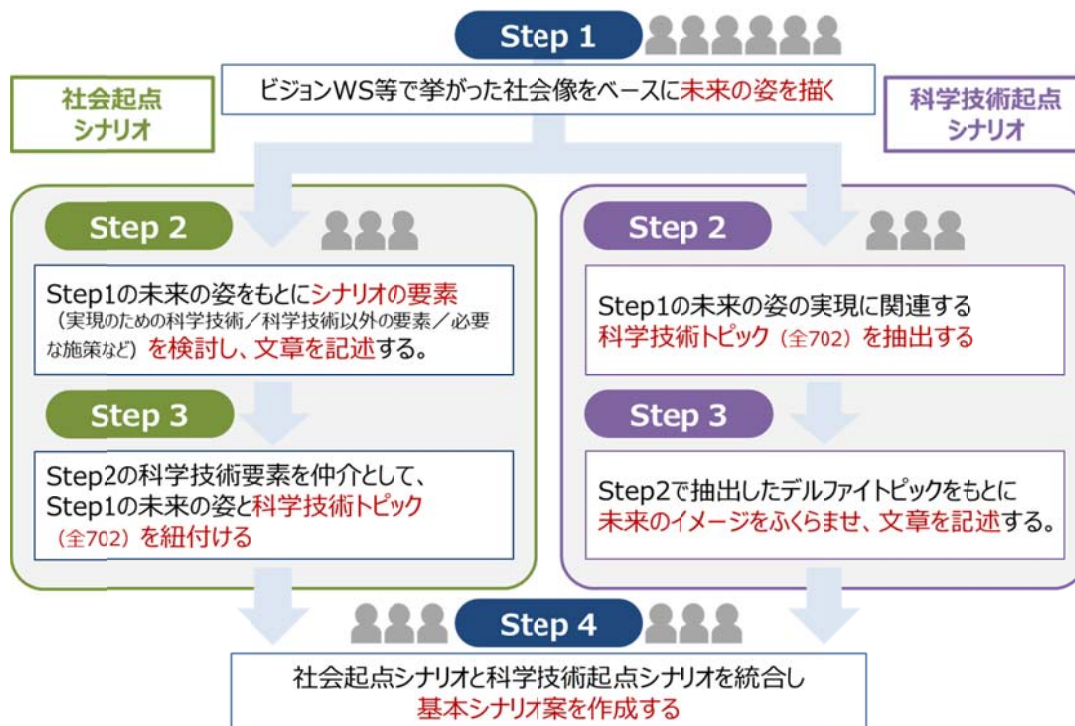 Step 1
ビジョンWS等で挙がった社会像をベースに未来の姿を描く
社会起点
シナリオ
科学技術起点
シナリオ
Step 2
Step1の未来の姿をもとにシナリオの要素
（実現のための科学技術／科学技術以外の要素／必要
な施策など）を検討し、文章を記述する。
Step 3
Step2の科学技術要素を仲介として、
Step1の未来の姿と科学技術トピック
（全702）を紐付ける
Step 2
Step1の未来の姿の実現に関連する
科学技術トピック（全702）を抽出する
Step 3
Step2で抽出したデルファイトピックをもとに
未来のイメージをふくらませ、文章を記述する。
Step 4
社会起点シナリオと科学技術起点シナリオを統合し
基本シナリオ案を作成する